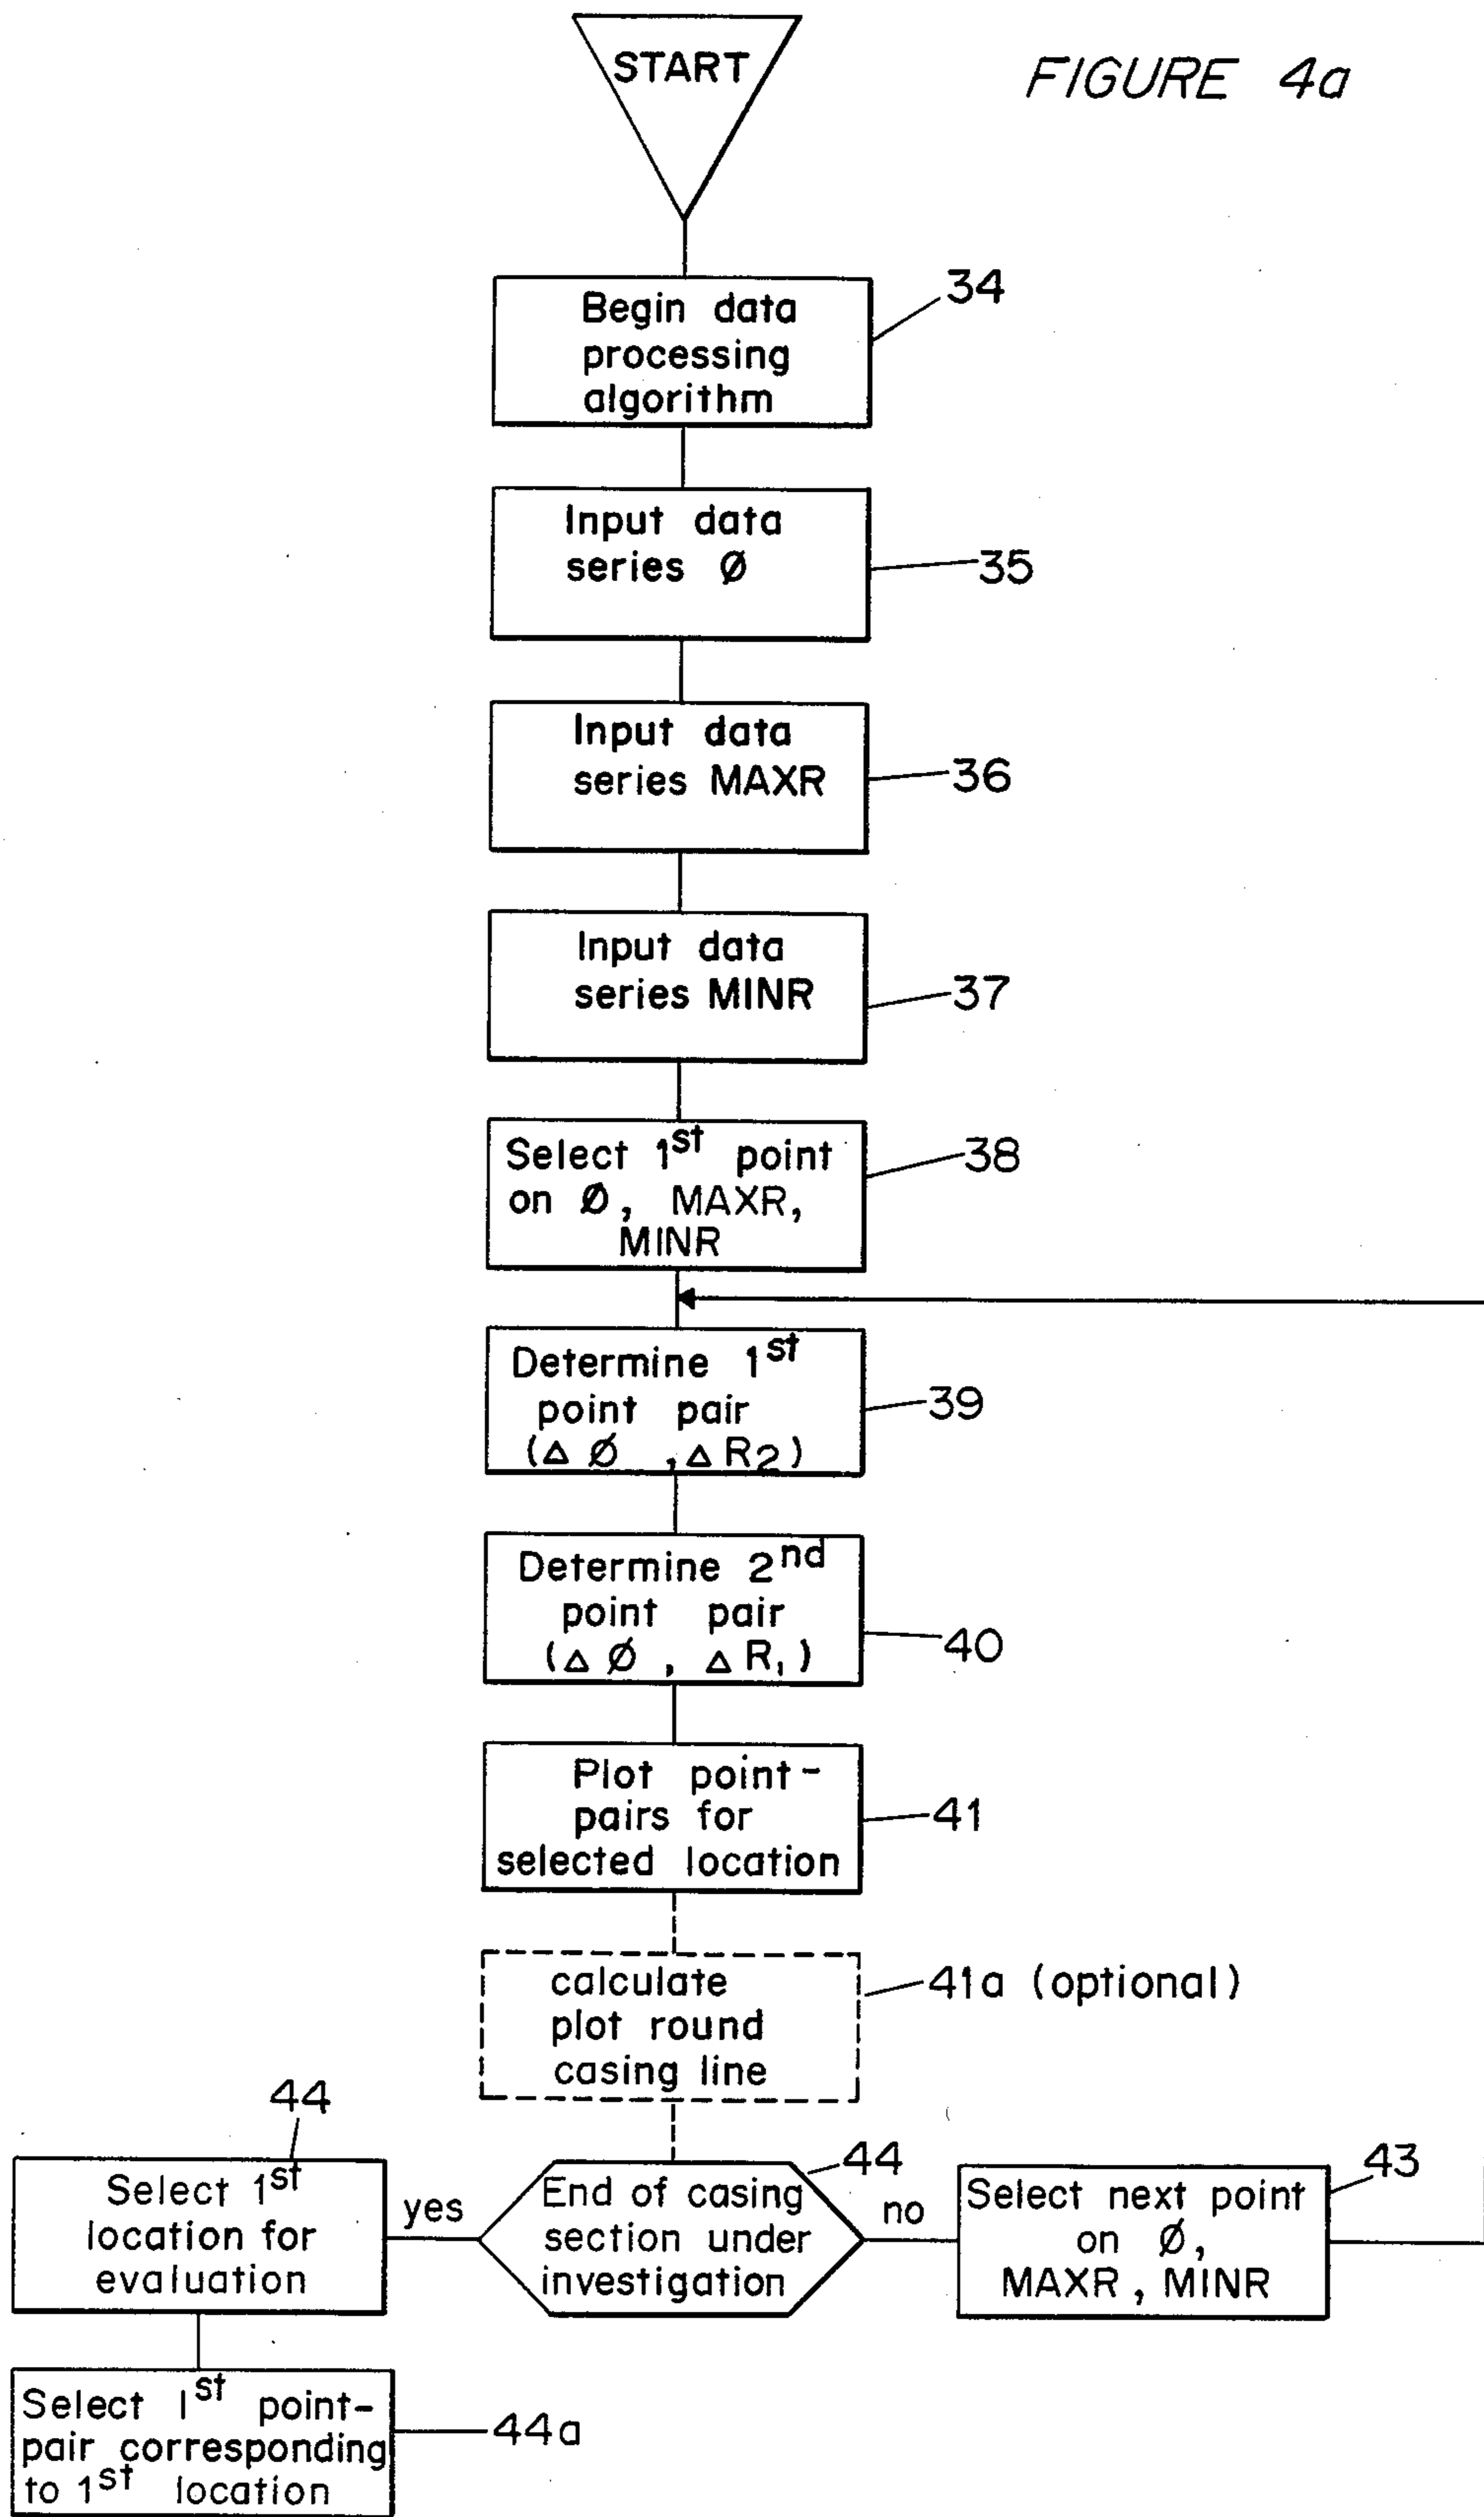 START
FIGURE 4a
Begin data
processing
algorithm
34
Input data
series Ø
35
Input data
series MAXR
36
Input data
series MINR
37
Select 1st point
on Ø, MAXR,
MINR
38
Determine 1st
point pair
(Δ Ø , Δ R2)
39
Determine 2nd
point pair
(Δ Ø , Δ R1)
40
Plot point-
pairs for
selected location
41
calculate
plot round
casing line
41a (optional)
44
Select 1st
location for
evaluation
yes
End of casing
section under
investigation
44
no
Select next point
on Ø,
MAXR , MINR
43
Select 1st point-
pair corresponding
to 1st location
44a